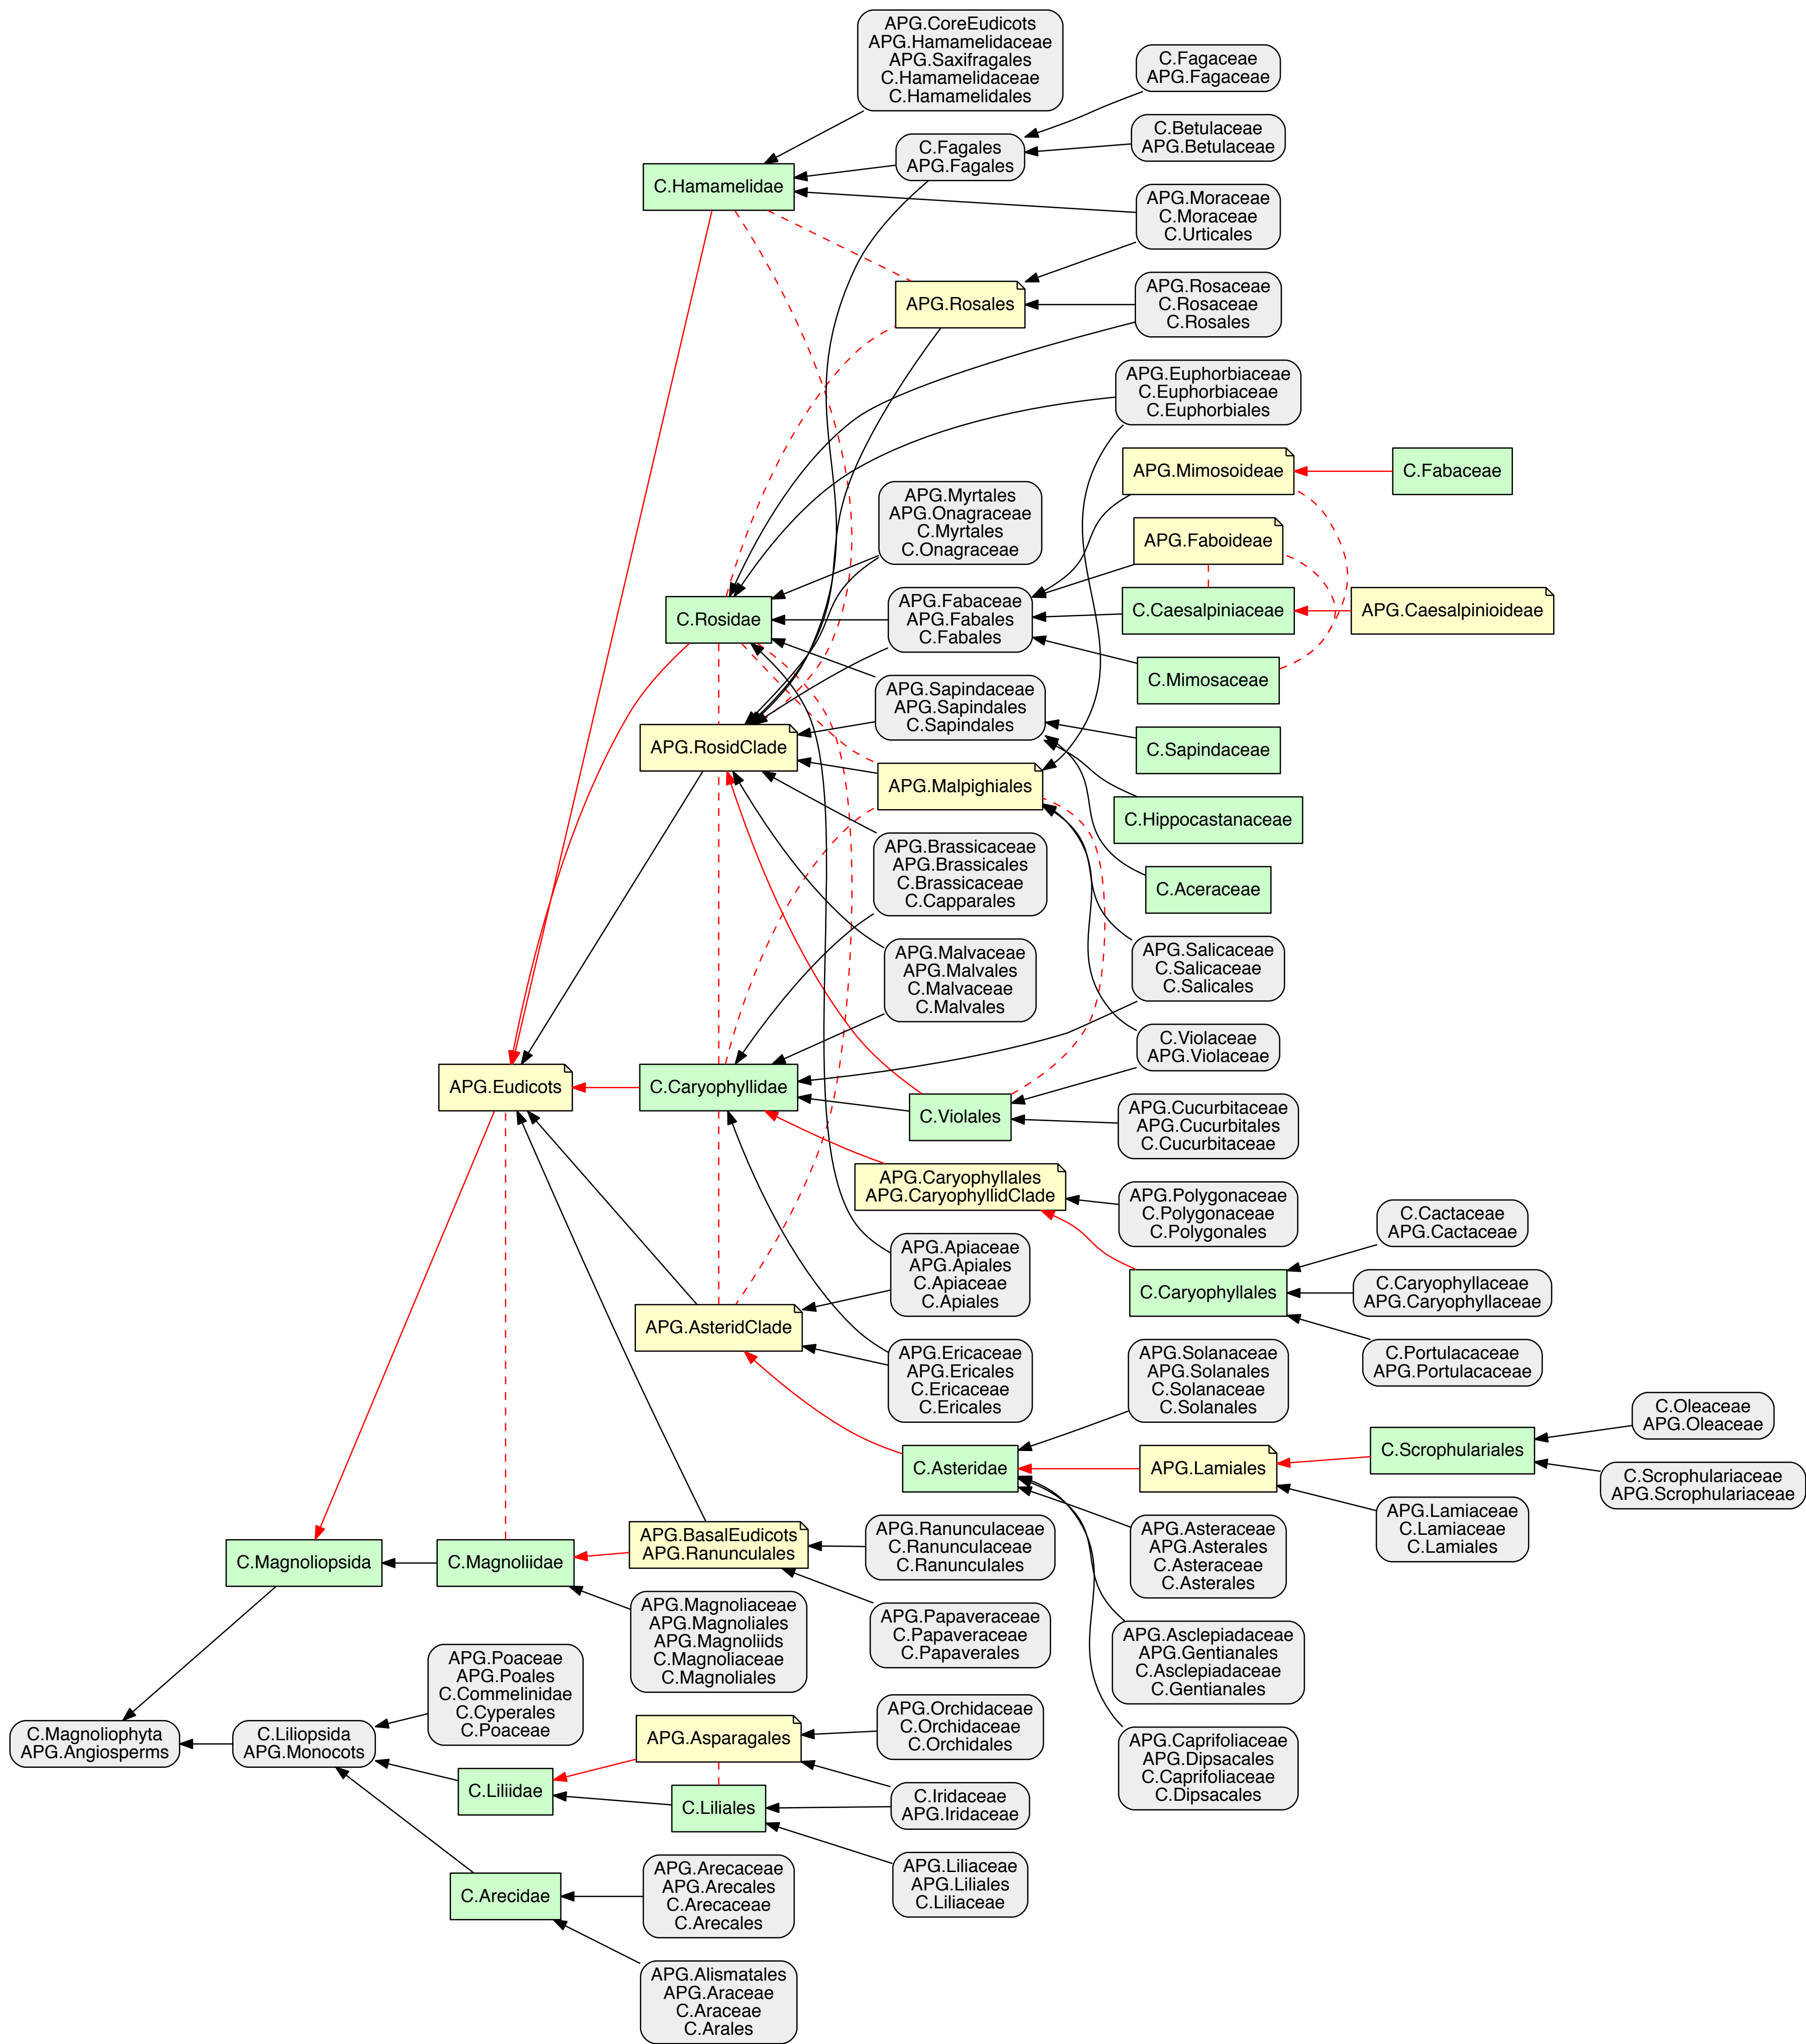 APG.CoreEudicots
APG.Hamamelidaceae
APG.Saxifragales
C.Hamamelidaceae
C.Hamamelidales
C.Fagaceae
APG.Fagaceae
C.Betulaceae
APG.Betulaceae
C.Fagales
APG.Fagales
C.Hamamelidae
APG.Moraceae
C.Moraceae
C.Urticales
APG.Rosales
APG.Rosaceae
C.Rosaceae
C.Rosales
APG.Euphorbiaceae
C.Euphorbiaceae
C.Euphorbiales
APG.Mimosoideae
C.Fabaceae
APG.Myrtales
APG.Onagraceae
C.Myrtales
C.Onagraceae
APG.Faboideae
C.Rosidae
APG.Fabaceae
APG.Fabales
C.Fabales
C.Caesalpiniaceae
APG.Caesalpinioideae
C.Mimosaceae
APG.Sapindaceae
APG.Sapindales
C.Sapindales
APG.RosidClade
C.Sapindaceae
APG.Malpighiales
C.Hippocastanaceae
APG.Brassicaceae
APG.Brassicales
C.Brassicaceae
C.Capparales
C.Aceraceae
APG.Malvaceae
APG.Malvales
C.Malvaceae
C.Malvales
APG.Salicaceae
C.Salicaceae
C.Salicales
C.Violaceae
APG.Violaceae
APG.Eudicots
C.Caryophyllidae
C.Violales
APG.Cucurbitaceae
APG.Cucurbitales
C.Cucurbitaceae
APG.Caryophyllales
APG.CaryophyllidClade
APG.Polygonaceae
C.Polygonaceae
C.Polygonales
C.Cactaceae
APG.Cactaceae
APG.Apiaceae
APG.Apiales
C.Apiaceae
C.Apiales
C.Caryophyllales
C.Caryophyllaceae
APG.Caryophyllaceae
APG.AsteridClade
C.Portulacaceae
APG.Portulacaceae
APG.Ericaceae
APG.Ericales
C.Ericaceae
C.Ericales
APG.Solanaceae
APG.Solanales
C.Solanaceae
C.Solanales
C.Oleaceae
APG.Oleaceae
C.Asteridae
APG.Lamiales
C.Scrophulariales
C.Scrophulariaceae
APG.Scrophulariaceae
C.Magnoliopsida
C.Magnoliidae
APG.BasalEudicots
APG.Ranunculales
APG.Ranunculaceae
C.Ranunculaceae
C.Ranunculales
APG.Asteraceae
APG.Asterales
C.Asteraceae
C.Asterales
APG.Lamiaceae
C.Lamiaceae
C.Lamiales
APG.Magnoliaceae
APG.Magnoliales
APG.Magnoliids
C.Magnoliaceae
C.Magnoliales
APG.Papaveraceae
C.Papaveraceae
C.Papaverales
APG.Asclepiadaceae
APG.Gentianales
C.Asclepiadaceae
C.Gentianales
APG.Poaceae
APG.Poales
C.Commelinidae
C.Cyperales
C.Poaceae
C.Magnoliophyta
APG.Angiosperms
C.Liliopsida
APG.Monocots
APG.Asparagales
APG.Orchidaceae
C.Orchidaceae
C.Orchidales
APG.Caprifoliaceae
APG.Dipsacales
C.Caprifoliaceae
C.Dipsacales
C.Liliidae
C.Liliales
C.Iridaceae
APG.Iridaceae
APG.Liliaceae
APG.Liliales
C.Liliaceae
C.Arecidae
APG.Arecaceae
APG.Arecales
C.Arecaceae
C.Arecales
APG.Alismatales
APG.Araceae
C.Araceae
C.Arales